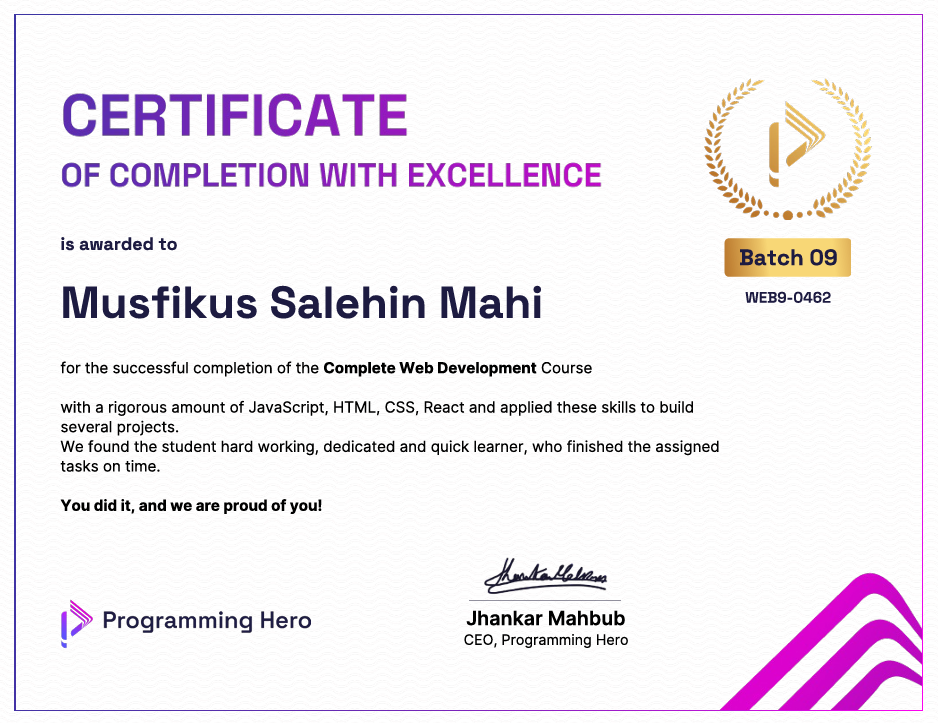 CERTIFICATE
OF COMPLETION WITH EXCELLENCE
is awarded to
Musfikus Salehin Mahi
Batch 09
WEB9-0462
for the successful completion of the Complete Web Development Course
with a rigorous amount of JavaScript, HTML, CSS, React and applied these skills to build
several projects.
We found the student hard working, dedicated and quick learner, who finished the assigned
tasks on time.
You did it, and we are proud of you!
Programming Hero
Jhankar Mahbub
Jhankar Mahbub
CEO, Programming Hero